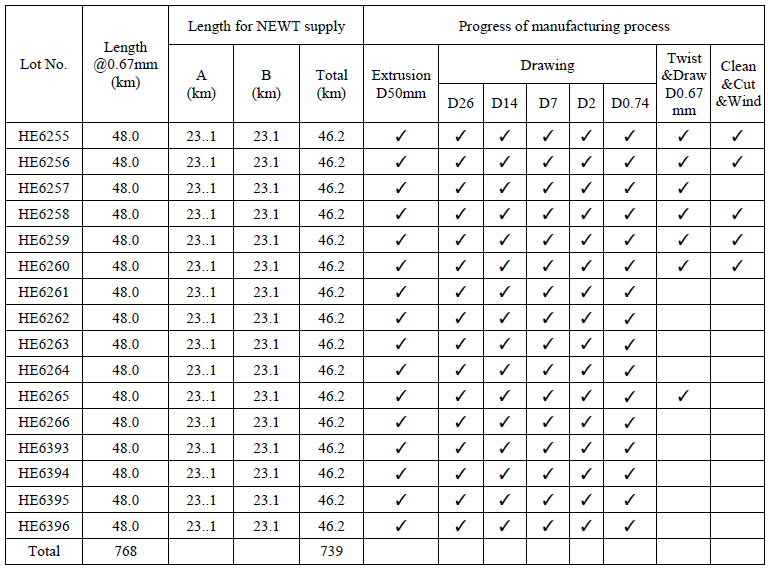 Lot No. Length @0.67mm (km) Length for NEWT supply Progress of manufacturing process
A (km) B (km) Total (km) Extrusion D50mm Drawing Twist &Draw D0.67 mm Clean &Cut &Wind
D26 D14 D7 D2 D0.74
HE6255 48.0 23..1 23.1 46.2 ✓ ✓ ✓ ✓ ✓ ✓ ✓ ✓
HE6256 48.0 23..1 23.1 46.2 ✓ ✓ ✓ ✓ ✓ ✓ ✓ ✓
HE6257 48.0 23..1 23.1 46.2 ✓ ✓ ✓ ✓ ✓ ✓ ✓
HE6258 48.0 23..1 23.1 46.2 ✓ ✓ ✓ ✓ ✓ ✓ ✓ ✓
HE6259 48.0 23..1 23.1 46.2 ✓ ✓ ✓ ✓ ✓ ✓ ✓ ✓
HE6260 48.0 23..1 23.1 46.2 ✓ ✓ ✓ ✓ ✓ ✓ ✓ ✓
HE6261 48.0 23..1 23.1 46.2 ✓ ✓ ✓ ✓ ✓ ✓
HE6262 48.0 23..1 23.1 46.2 ✓ ✓ ✓ ✓ ✓ ✓
HE6263 48.0 23..1 23.1 46.2 ✓ ✓ ✓ ✓ ✓ ✓
HE6264 48.0 23..1 23.1 46.2 ✓ ✓ ✓ ✓ ✓ ✓
HE6265 48.0 23..1 23.1 46.2 ✓ ✓ ✓ ✓ ✓ ✓ ✓
HE6266 48.0 23..1 23.1 46.2 ✓ ✓ ✓ ✓ ✓ ✓
HE6393 48.0 23..1 23.1 46.2 ✓ ✓ ✓ ✓ ✓ ✓
HE6394 48.0 23..1 23.1 46.2 ✓ ✓ ✓ ✓ ✓ ✓
HE6395 48.0 23..1 23.1 46.2 ✓ ✓ ✓ ✓ ✓ ✓
HE6396 48.0 23..1 23.1 46.2 ✓ ✓ ✓ ✓ ✓ ✓
Total 768 739